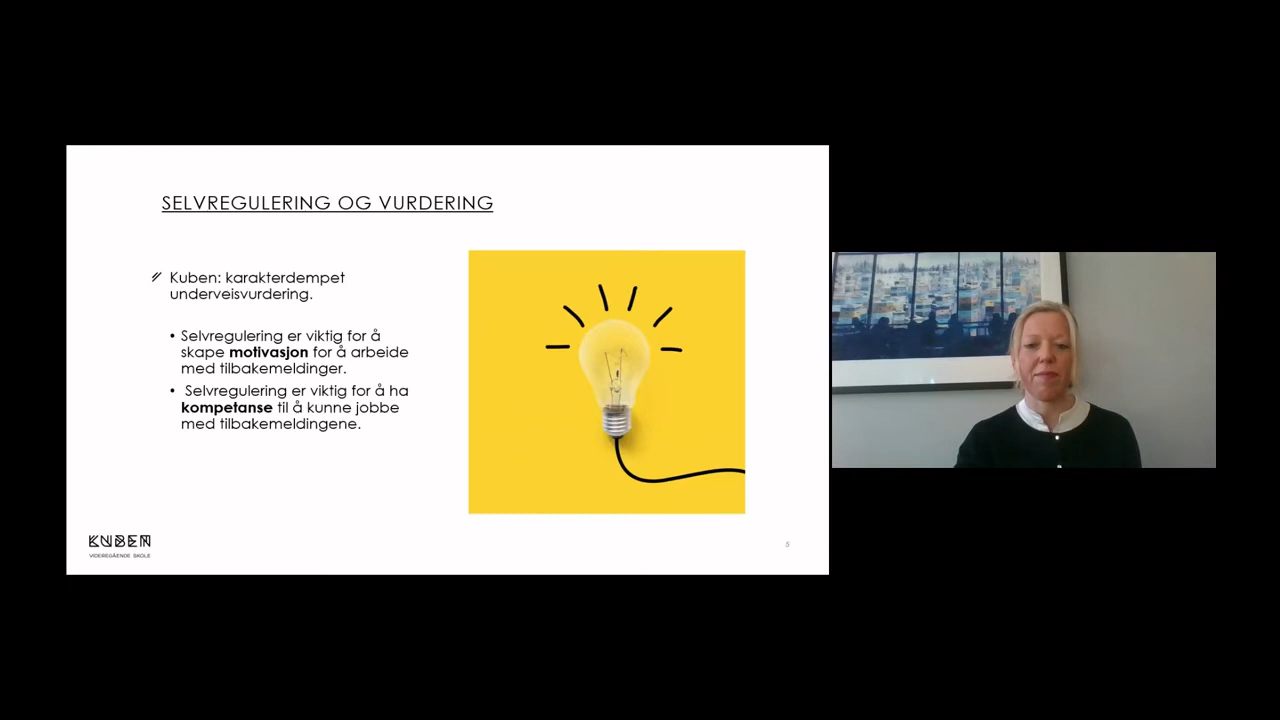 SELVREGULERING OG VURDERING
Kuben: karakterdempet
underveisvurdering.
• Selvregulering er viktig for å
skape motivasjon for å arbeide
med tilbakemeldinger.
• Selvregulering er viktig for å ha
kompetanse til å kunne jobbe
med tilbakemeldingene.
KUBEN
VIDEREGÅENDE SKOLE
5